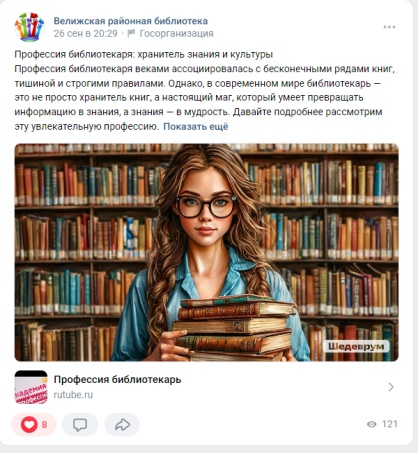 Велижская районная библиотека
26 сен в 20:29 · Госорганизация
Профессия библиотекаря: хранитель знания и культуры
Профессия библиотекаря веками ассоциировалась с бесконечными рядами книг,
тишиной и строгими правилами. Однако, в современном мире библиотекарь —
это не просто хранитель книг, а настоящий маг, который умеет превращать
информацию в знания, а знания — в мудрость. Давайте подробнее рассмотрим
эту увлекательную профессию. Показать ещё
Шедеврум
Профессия библиотекарь
rutube.ru
8
121